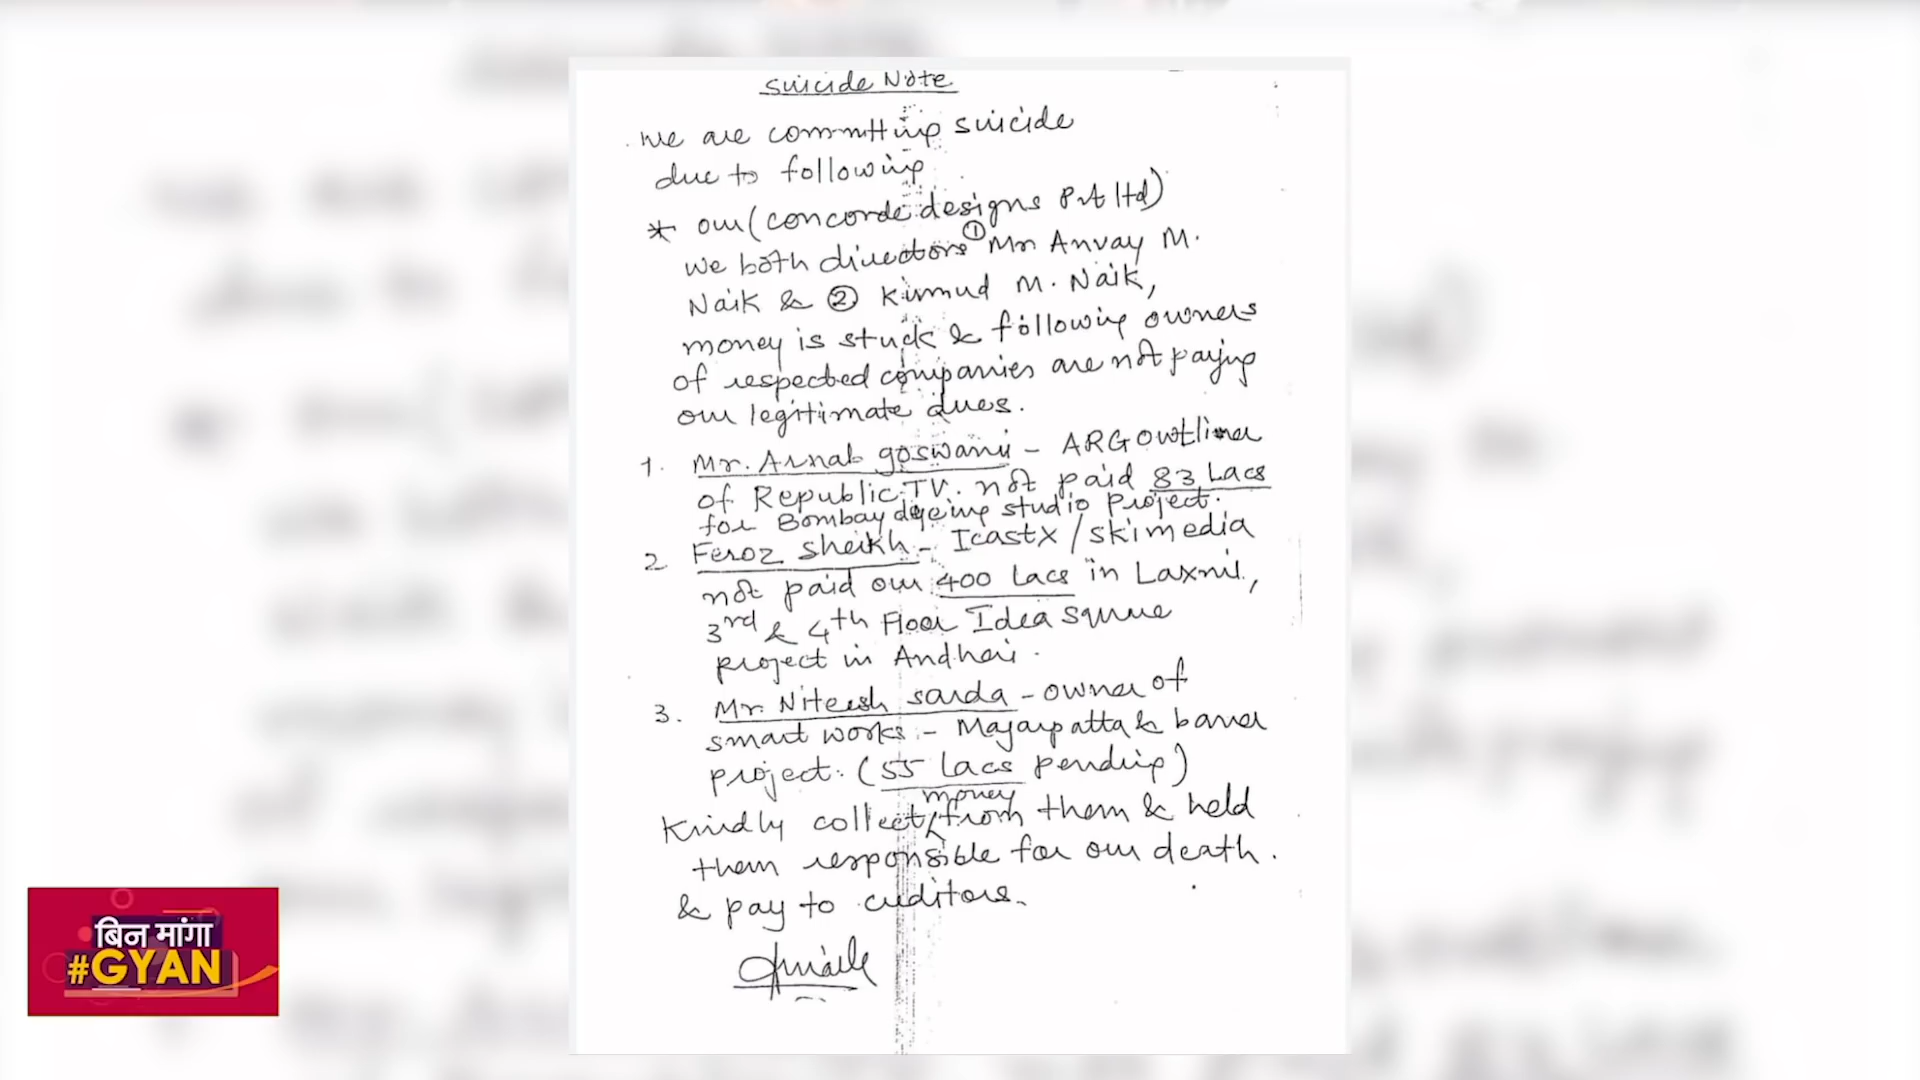 Suicide Note
We are committing suicide
due to following
* our (concorde designs Pvt ltd)
we both directors ① Mr Anvay M.
Naik & ② Kumud M. Naik,
money is stuck & following owners
of respected companies are not paying
our legitimate dues.
1. Mr. Arnab goswami - ARG Outliner
of Republic TV. not paid 83 Lacs
for Bombay dyeing studio Project.
2 Feroz Sheikh - IcastX / skimedia
not paid our 400 lacs in Laxmi,
3rd & 4th Floor Idea Square
project in Andheri.
3. Mr. Niteish sarda - owner of
smart works - Magarpatta & baner
project. (55 lacs pending)
money
Kindly collect from them & held
them responsible for our death.
& pay to creditors.
बिन मांगा
#GYAN